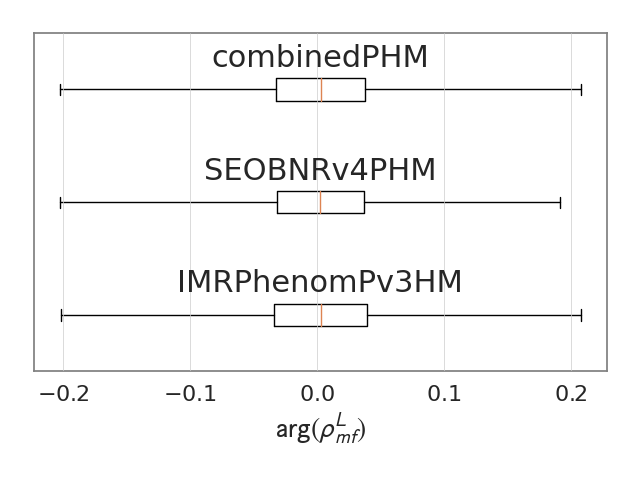 combinedPHM
SEOBNRv4PHM
IMRPhenomPv3HM
−0.2 −0.1 0.0 0.1 0.2
arg(ρ^L_mf)